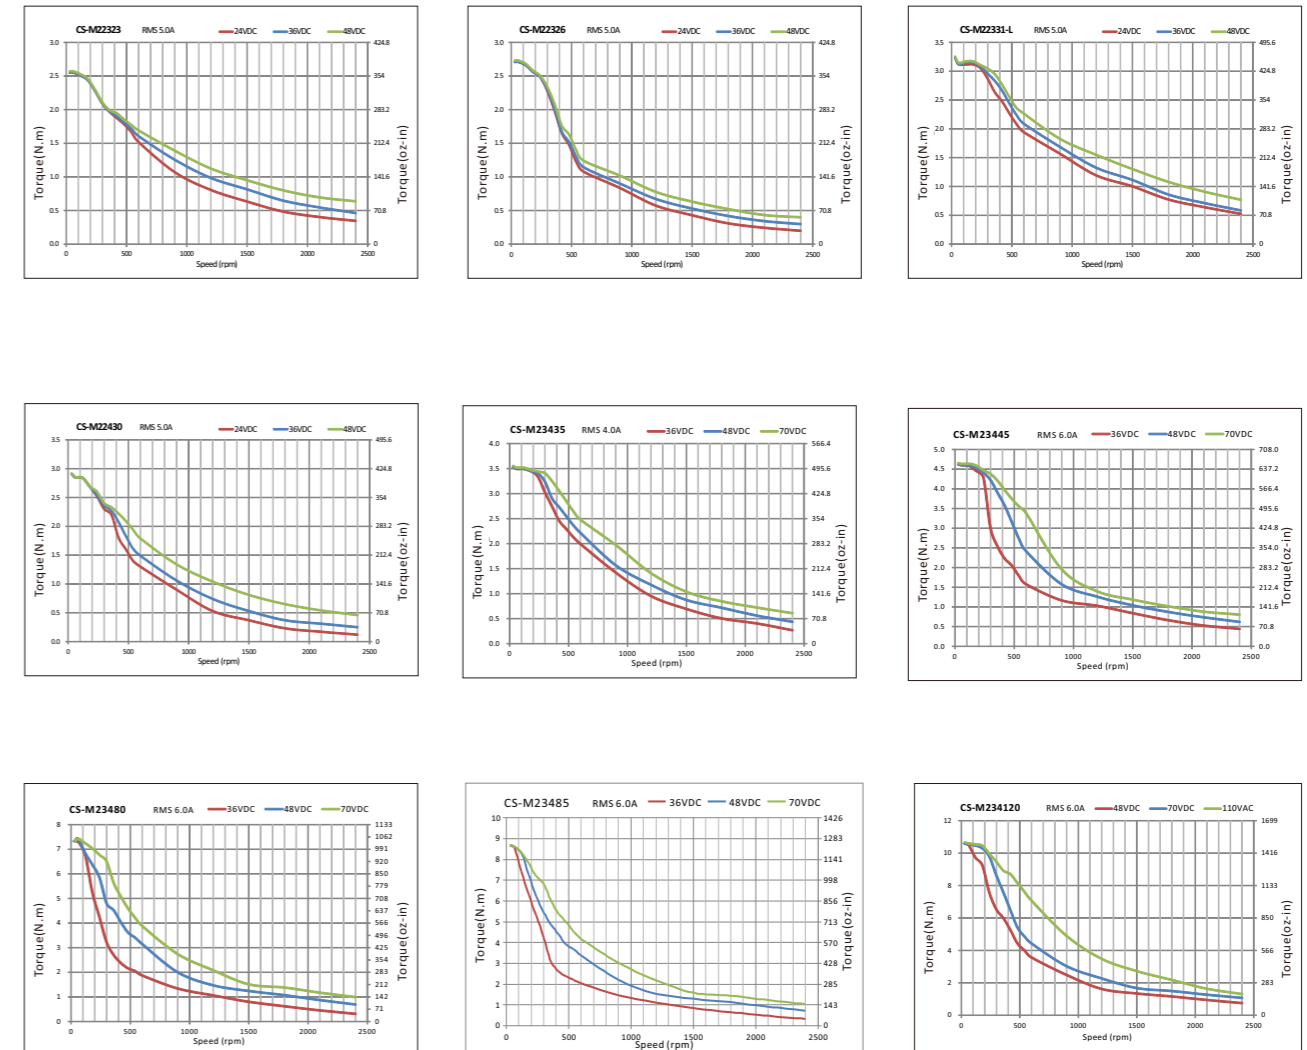 CS-M22323 RMS 5.0A 24VDC 36VDC 48VDC
3.0 2.5 2.0 1.5 1.0 0.5 0.0
Torque(N.m)
424.8 354 283.2 212.4 141.6 70.8 0
Torque(oz-in)
0 500 1000 1500 2000 2500
Speed (rpm)
CS-M22326 RMS 5.0A 24VDC 36VDC 48VDC
3.0 2.5 2.0 1.5 1.0 0.5 0.0
Torque(N.m)
424.8 354 283.2 212.4 141.6 70.8 0
Torque(oz-in)
0 500 1000 1500 2000 2500
Speed (rpm)
CS-M22331-L RMS 5.0A 24VDC 36VDC 48VDC
3.5 3.0 2.5 2.0 1.5 1.0 0.5 0.0
Torque(N.m)
495.6 424.8 354 283.2 212.4 141.6 70.8 0
Torque(oz-in)
0 500 1000 1500 2000 2500
Speed (rpm)
CS-M22430 RMS 5.0A 24VDC 36VDC 48VDC
3.5 3.0 2.5 2.0 1.5 1.0 0.5 0.0
Torque(N.m)
495.6 424.8 354 283.2 212.4 141.6 70.8 0
Torque(oz-in)
0 500 1000 1500 2000 2500
Speed (rpm)
CS-M23435 RMS 4.0A 36VDC 48VDC 70VDC
4.0 3.5 3.0 2.5 2.0 1.5 1.0 0.5 0.0
Torque(N.m)
566.4 495.6 424.8 354 283.2 212.4 141.6 70.8 0
Torque(oz-in)
0 500 1000 1500 2000 2500
Speed (rpm)
CS-M23445 RMS 6.0A 36VDC 48VDC 70VDC
5.0 4.5 4.0 3.5 3.0 2.5 2.0 1.5 1.0 0.5 0.0
Torque(N.m)
708.0 637.2 566.4 495.6 424.8 354.0 283.2 212.4 141.6 70.8 0.0
Torque(oz-in)
0 500 1000 1500 2000 2500
Speed (rpm)
CS-M23480 RMS 6.0A 36VDC 48VDC 70VDC
8 7 6 5 4 3 2 1 0
Torque(N.m)
1133 1062 991 920 850 779 708 637 566 496 425 354 283 212 142 71 0
Torque(oz-in)
0 500 1000 1500 2000 2500
Speed (rpm)
CS-M23485 RMS 6.0A 36VDC 48VDC 70VDC
10 9 8 7 6 5 4 3 2 1 0
Torque(N.m)
1426 1283 1141 998 856 713 570 428 285 143 0
Torque(oz-in)
0 500 1000 1500 2000 2500
Speed (rpm)
CS-M234120 RMS 6.0A 48VDC 70VDC 110VAC
12 10 8 6 4 2 0
Torque(N.m)
1699 1416 1133 850 566 283 0
Torque(oz-in)
0 500 1000 1500 2000 2500
Speed (rpm)